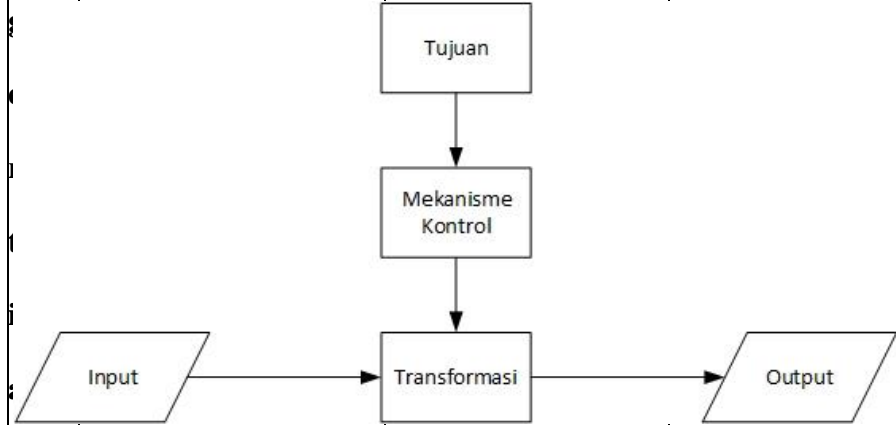 Tujuan
Mekanisme
Kontrol
Input
Transformasi
Output